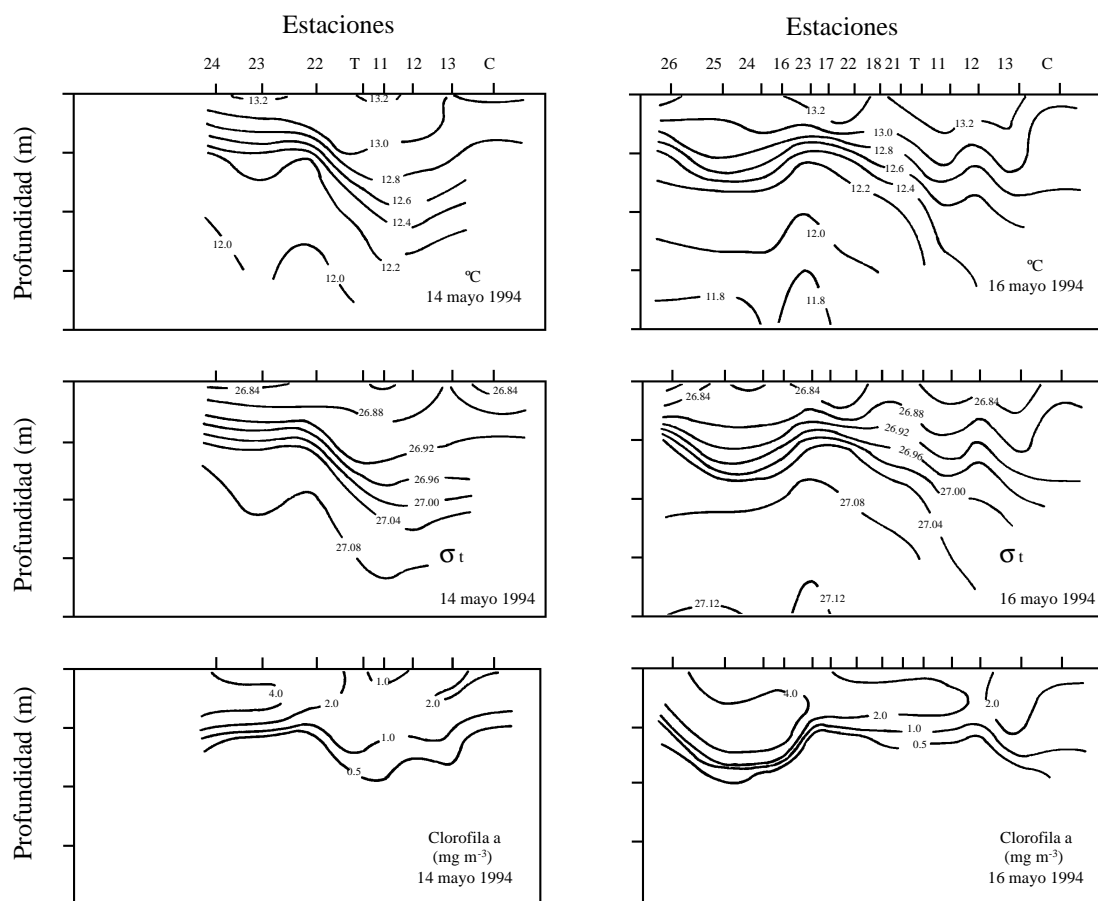 Estaciones
24 23 22 T 11 12 13 C
Profundidad (m)
13.2 13.2
13.0
12.8
12.6
12.4
12.2
12.0
12.0
ºC
14 mayo 1994
Estaciones
26 25 24 16 23 17 22 18 21 T 11 12 13 C
13.2 13.2
13.0
12.8
12.6
12.2 12.4
12.0
11.8 11.8
ºC
16 mayo 1994
Profundidad (m)
26.84 26.84
26.88
26.92
26.96
27.00
27.04
27.08
σt
14 mayo 1994
26.84 26.84
26.88
26.92
26.96
27.00
27.08
27.04
27.12 27.12
σt
16 mayo 1994
Profundidad (m)
1.0
4.0
2.0 2.0
1.0
0.5
Clorofila a
(mg m-3)
14 mayo 1994
4.0
2.0 2.0
1.0
0.5
Clorofila a
(mg m-3)
16 mayo 1994